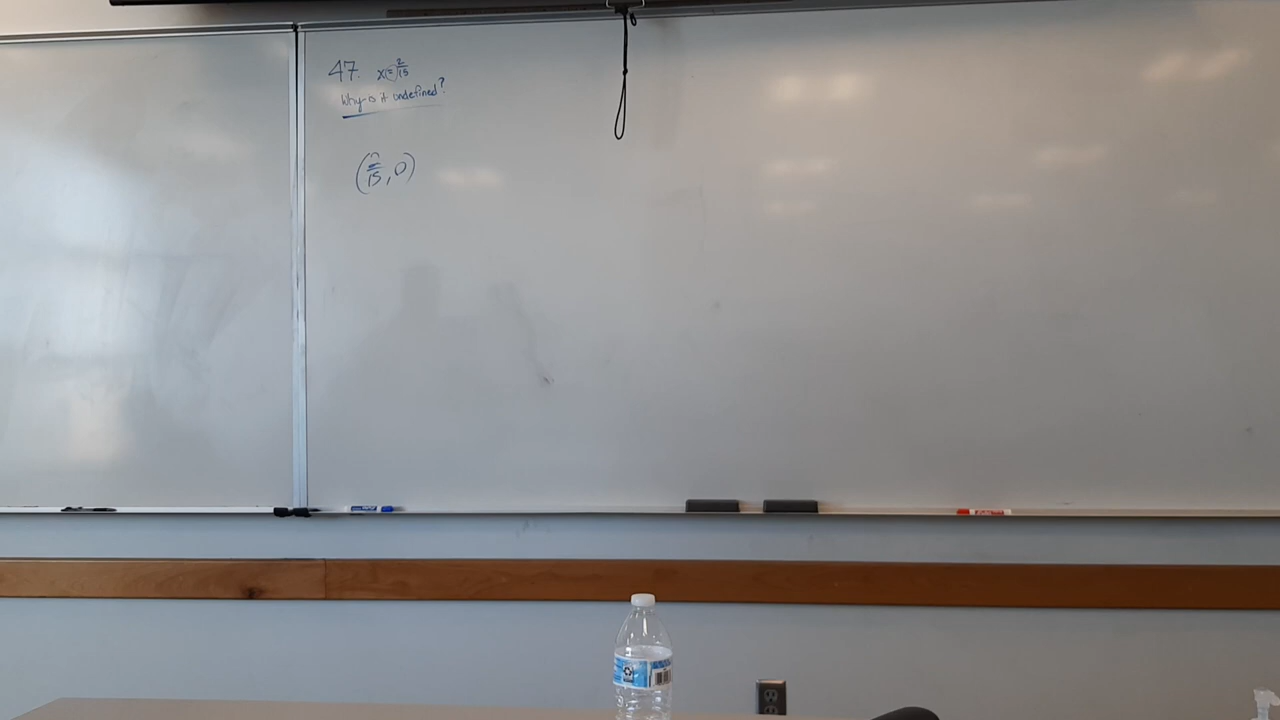 47. x = 2/15
Why is it undefined?
(2/15, 0)